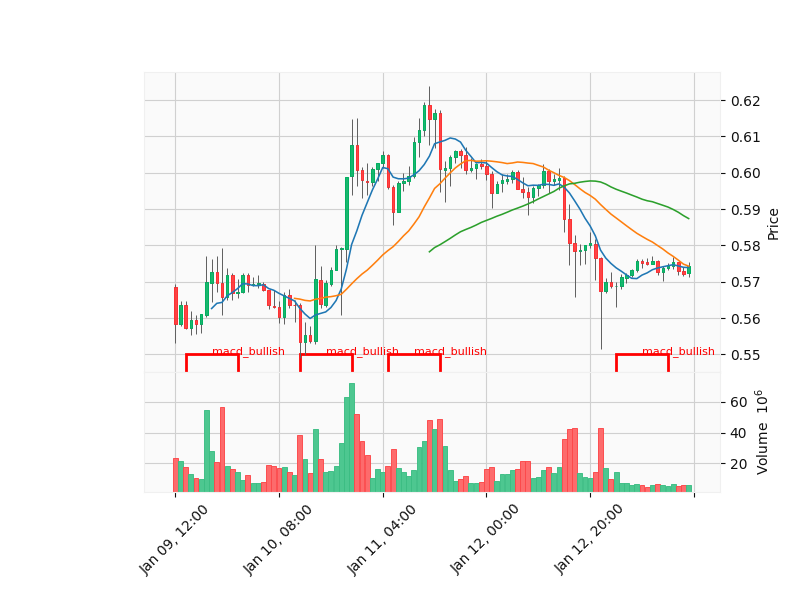 0.62
0.61
0.60
0.59
0.58
0.57
0.56
0.55
Price
macd_bullish
macd_bullish
macd_bullish
macd_bullish
60
40
20
Volume 10^6
Jan 09, 12:00
Jan 10, 08:00
Jan 11, 04:00
Jan 12, 00:00
Jan 12, 20:00